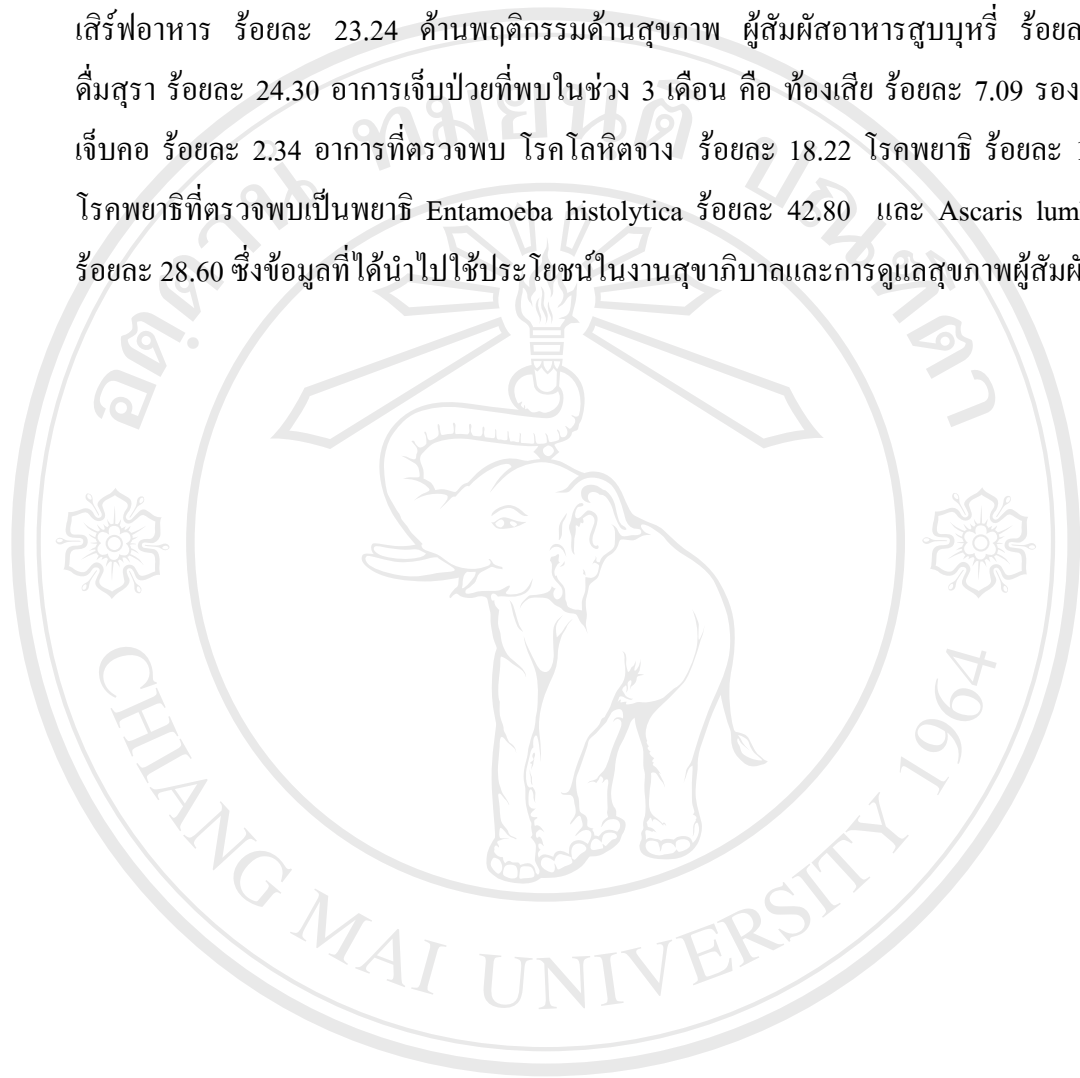 เสิร์ฟอาหาร ร้อยละ 23.24 ด้านพฤติกรรมด้านสุขภาพ ผู้สัมผัสอาหารสูบบุหรี่
ดื่มสุรา ร้อยละ 24.30 อาการเจ็บป่วยที่พบในช่วง 3 เดือน คือ ท้องเสีย ร้อยละ 7.09
เจ็บคอ ร้อยละ 2.34 อาการที่ตรวจพบ โรคโลหิตจาง ร้อยละ 18.22 โรคพยาธิ ร้อยละ
โรคพยาธิที่ตรวจพบเป็นพยาธิ Entamoeba histolytica ร้อยละ 42.80 และ Ascaris
ร้อยละ 28.60 ซึ่งข้อมูลที่ได้นำไปใช้ประโยชน์ในงานสุขาภิบาลและการดูแลสุขภาพ
อตฺตานํ ทมยนฺติ ปณฺฑิตา
CHIANG MAI UNIVERSITY 1964